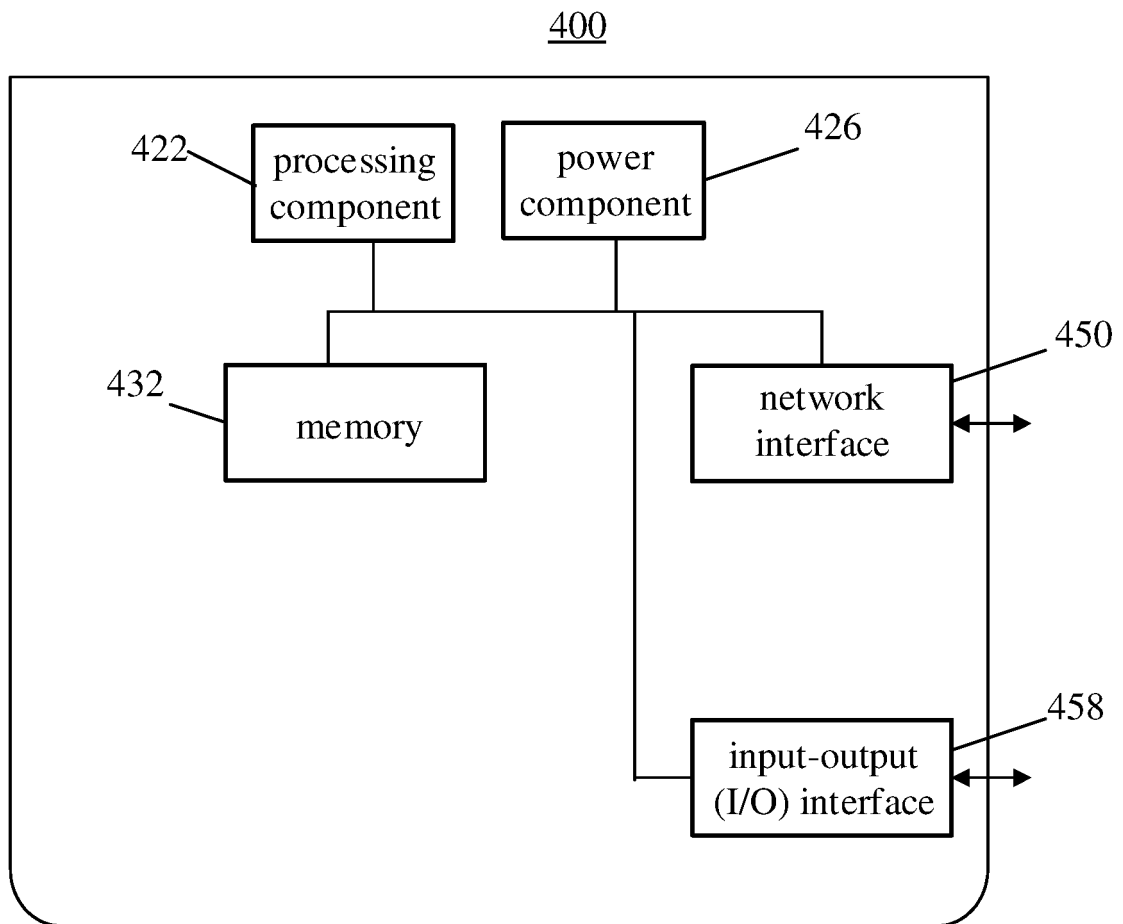 400
422
processing
component
power
component
426
432
memory
network
interface
450
input-output
(I/O) interface
458